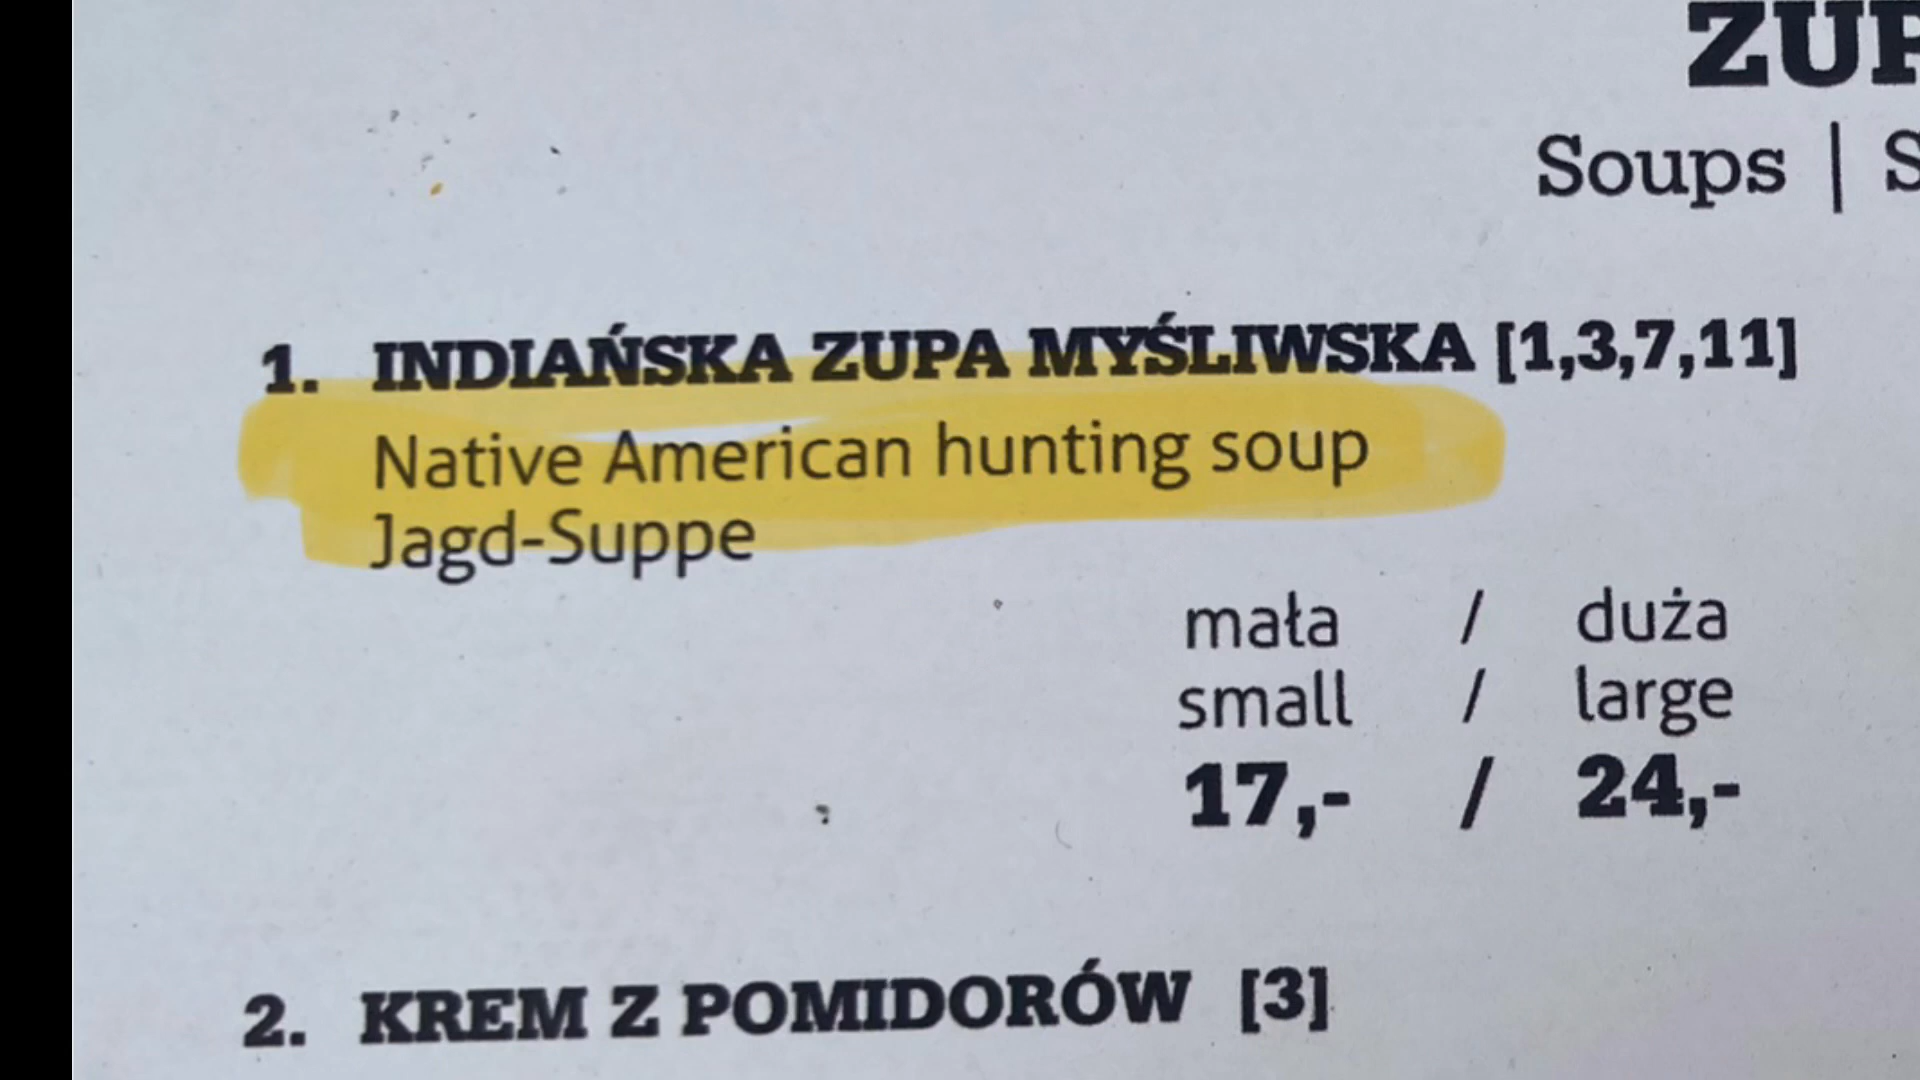 ZUP
Soups | S
1. INDIAŃSKA ZUPA MYŚLIWSKA [1,3,7,11]
Native American hunting soup
Jagd-Suppe
mała / duża
small / large
17,- / 24,-
2. KREM Z POMIDORÓW [3]